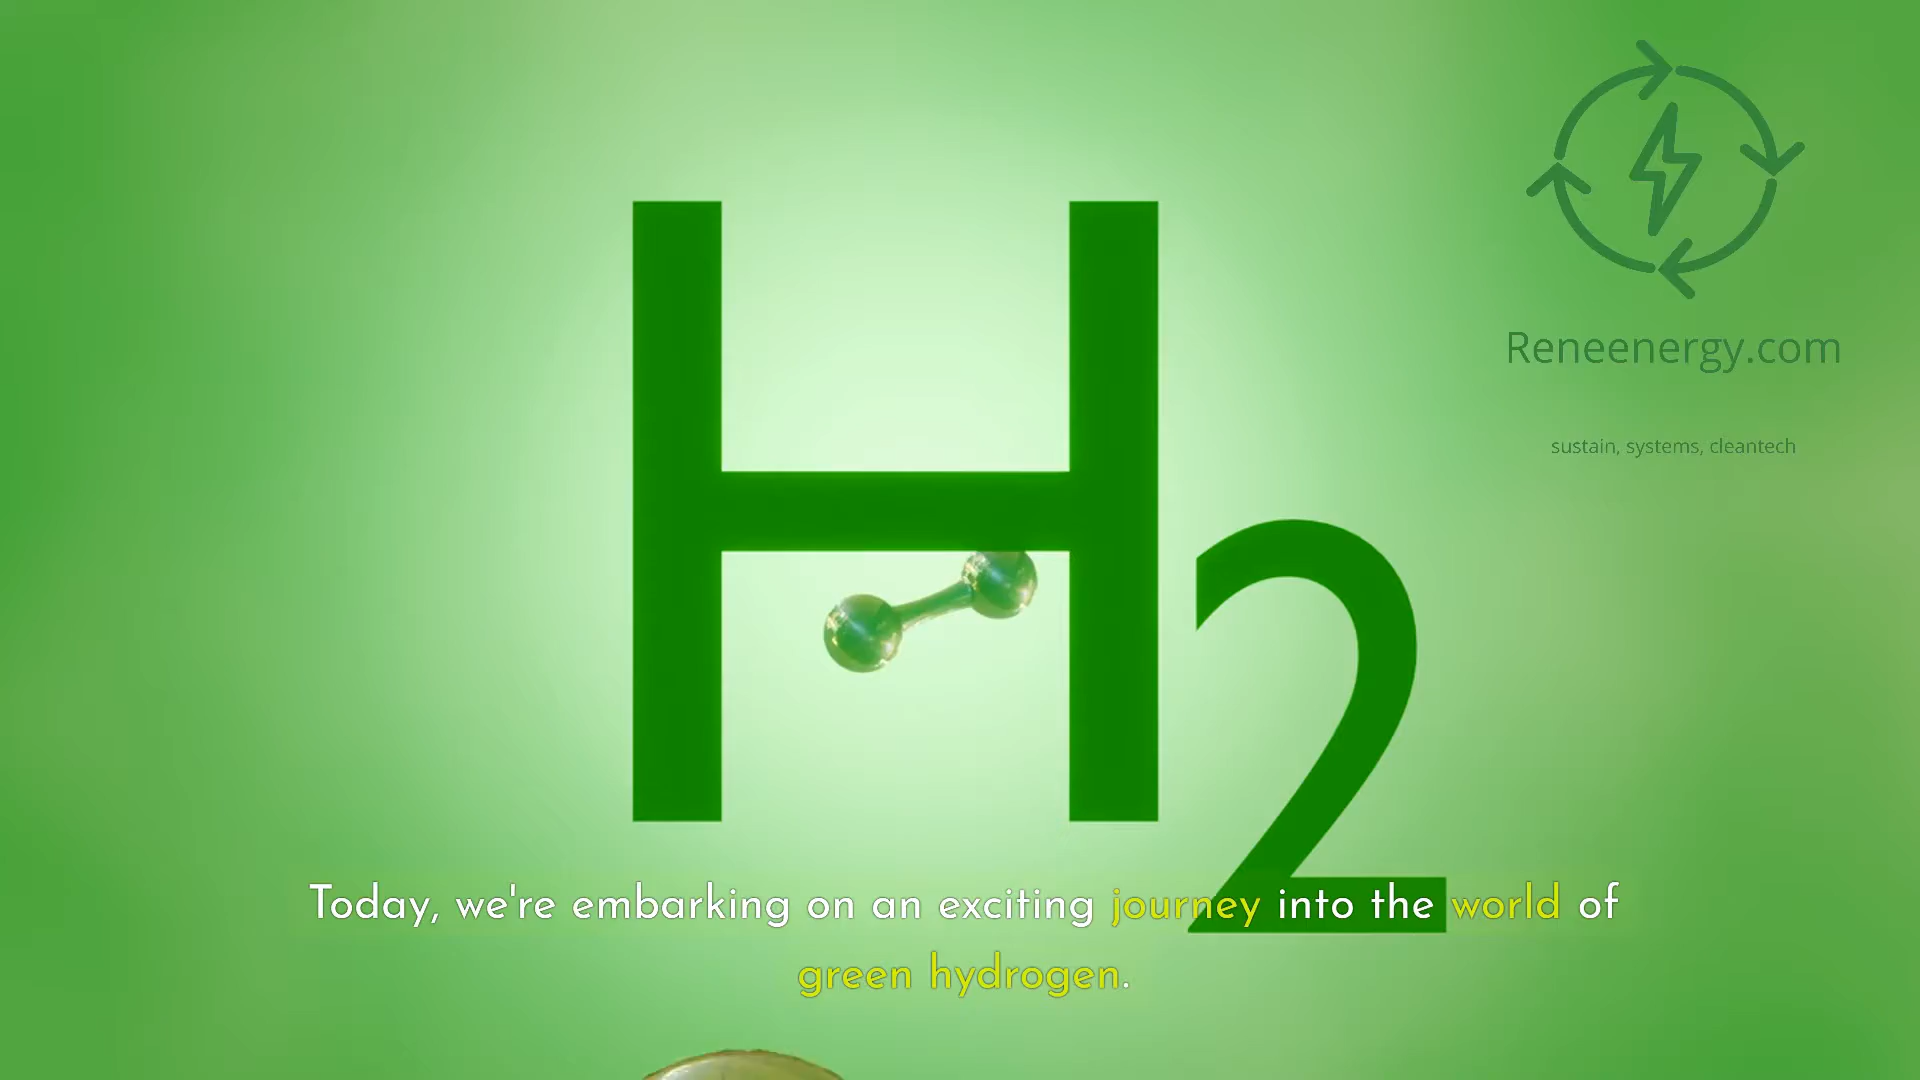 H2
Reneenergy.com
sustain, systems, cleantech
Today, we're embarking on an exciting journey into the world of
green hydrogen.